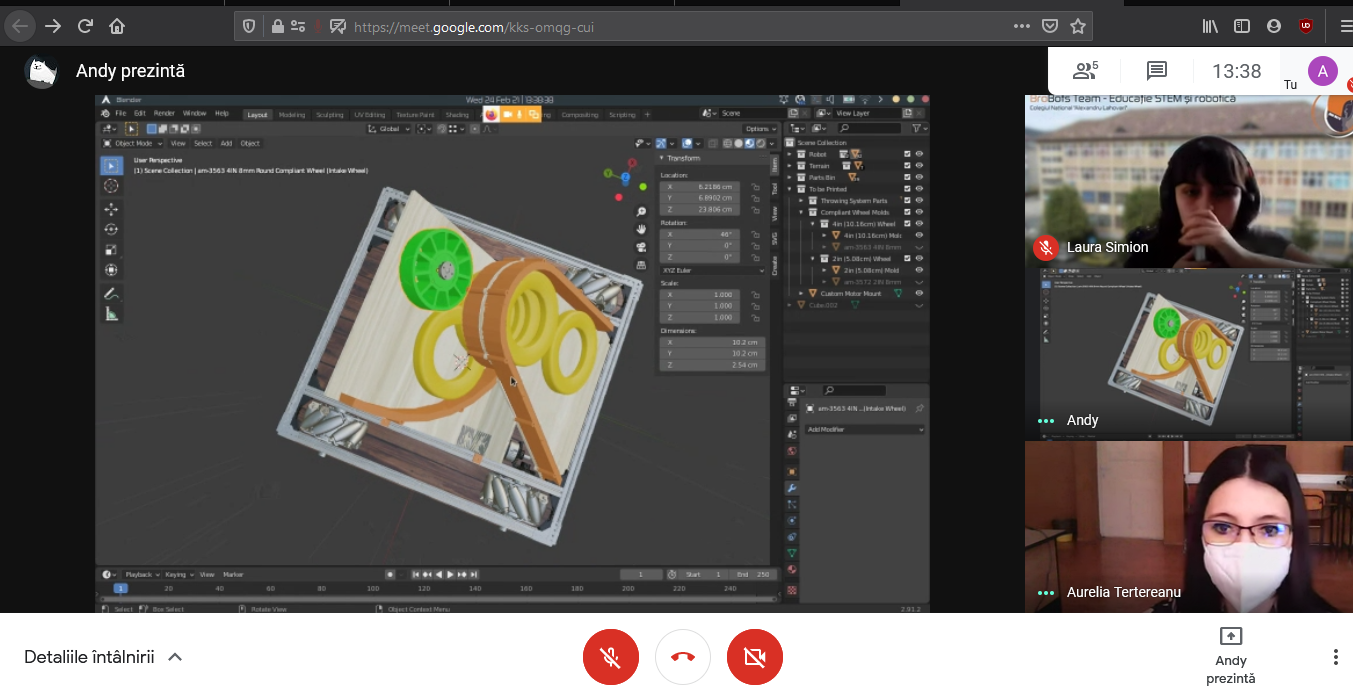 https://meet.google.com/kks-omqg-cui
Andy prezintă
5
13:38
Tu
A
BroBots Team - Educație STEM și robotică
Colegiul National "Alexandru Lahovari"
Laura Simion
Andy
Aurelia Tertereanu
Blender
Wed 24 Feb 21 | 13:38:38
File Edit Render Window Help
Layout Modeling Sculpting UV Editing Texture Paint Shading Compositing Scripting +
Scene
View Layer
Global
Options
Object Mode View Select Add Object
User Perspective
(1) Scene Collection | am-3563 4IN 8mm Round Compliant Wheel (Intake Wheel)
Transform
Location:
X 6.2186 cm
Y 6.8902 cm
Z 23.806 cm
Rotation:
X 46°
Y 0°
Z 0°
XYZ Euler
Scale:
X 1.000
Y 1.000
Z 1.000
Dimensions:
X 10.2 cm
Y 10.2 cm
Z 2.54 cm
Item
Tool
View
SVG
Create
Scene Collection
Robot
Terrain
Parts Bin
To be Printed
Throwing System Parts
Compliant Wheel Molds
4in (10.16cm) Wheel
4in (10.16cm) Mold
am-3563 4IN 8mm
2in (5.08cm) Wheel
2in (5.08cm) Mold
am-3572 2IN 8mm
Custom Motor Mount
Cube.002
am-3563 4IN ...(Intake Wheel)
Add Modifier
Playback Keying View Marker
1 Start 1 End 250
1 20 40 60 80 100 120 140 160 180 200 220 240
Select Box Select Rotate View Object Context Menu 2.91.2
Detaliile întâlnirii
Andy
prezintă